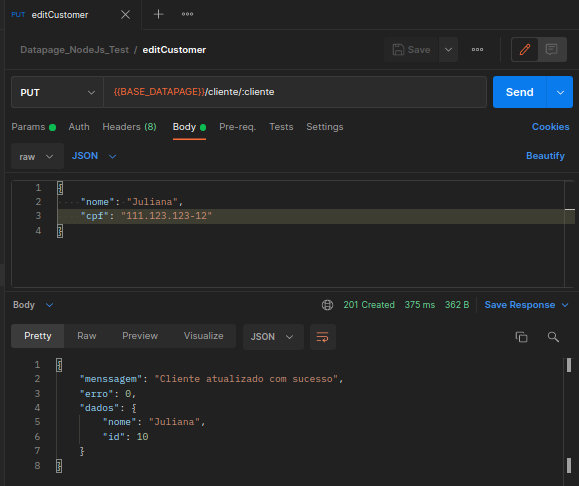 PUT editCustomer
Datapage_NodeJs_Test / editCustomer Save
PUT {{BASE_DATAPAGE}}/cliente/:cliente Send
Params Auth Headers (8) Body Pre-req. Tests Settings Cookies
raw JSON Beautify
1 {
2 "nome": "Juliana",
3 "cpf": "111.123.123-12"
4 }
Body 201 Created 375 ms 362 B Save Response
Pretty Raw Preview Visualize JSON
1 {
2 "menssagem": "Cliente atualizado com sucesso",
3 "erro": 0,
4 "dados": {
5 "nome": "Juliana",
6 "id": 10
7 }
8 }